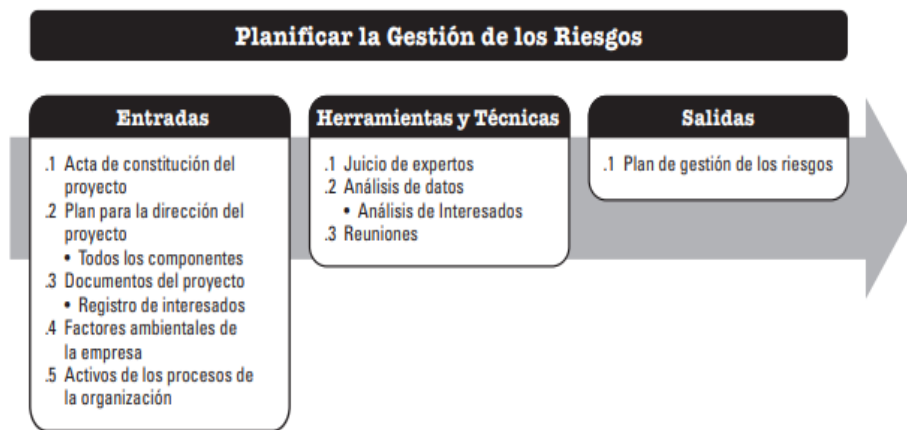 Planificar la Gestión de los Riesgos
Entradas
.1 Acta de constitución del
proyecto
.2 Plan para la dirección del
proyecto
• Todos los componentes
.3 Documentos del proyecto
• Registro de interesados
.4 Factores ambientales de
la empresa
.5 Activos de los procesos de
la organización
Herramientas y Técnicas
.1 Juicio de expertos
.2 Análisis de datos
• Análisis de Interesados
.3 Reuniones
Salidas
.1 Plan de gestión de los riesgos